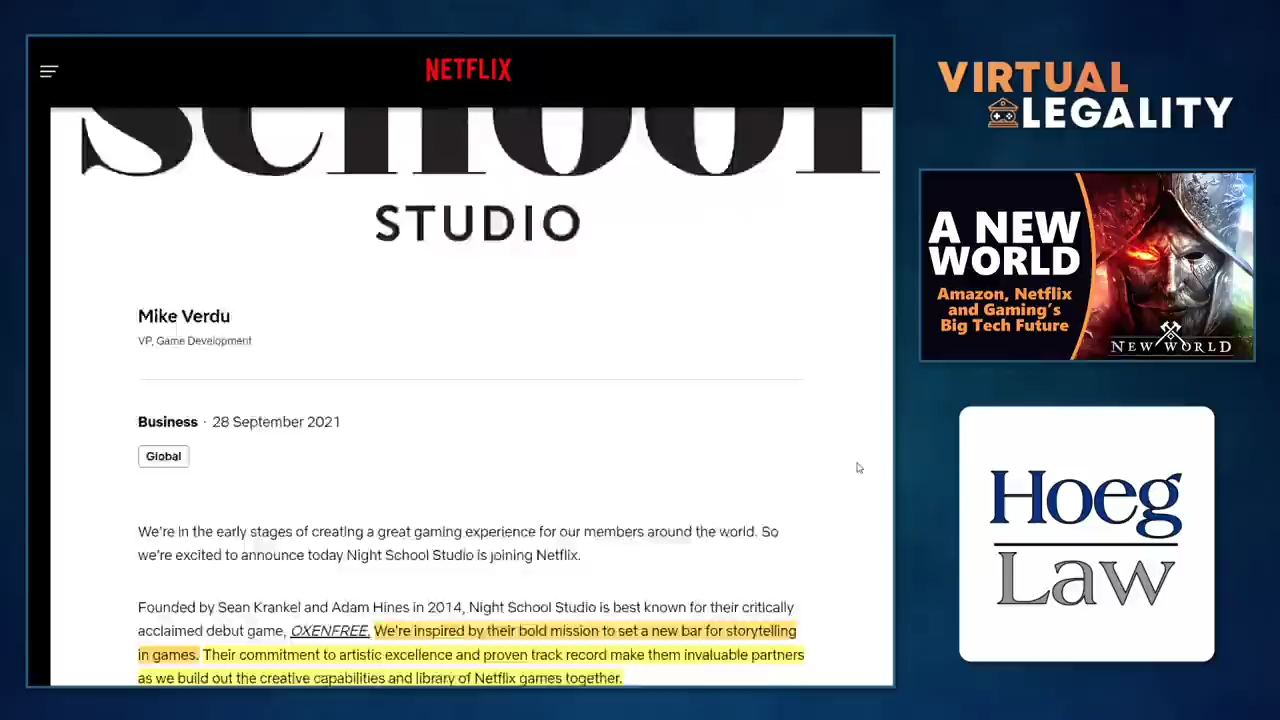 NETFLIX
School
STUDIO
Mike Verdu
VP, Game Development
Business · 28 September 2021
Global
We're in the early stages of creating a great gaming experience for our members around the world. So
we're excited to announce today Night School Studio is joining Netflix.
Founded by Sean Krankel and Adam Hines in 2014, Night School Studio is best known for their critically
acclaimed debut game, OXENFREE. We're inspired by their bold mission to set a new bar for storytelling
in games. Their commitment to artistic excellence and proven track record make them invaluable partners
as we build out the creative capabilities and library of Netflix games together.
VIRTUAL
LEGALITY
A NEW
WORLD
Amazon, Netflix
and Gaming's
Big Tech Future
NEW WORLD
Hoeg
Law